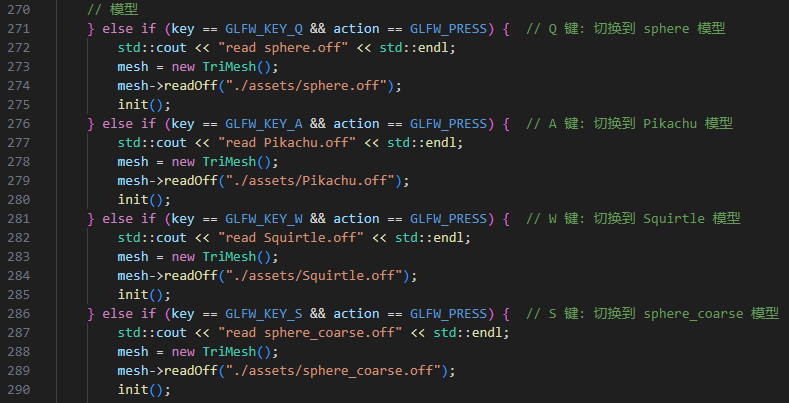 270 // 模型
271 } else if (key == GLFW_KEY_Q && action == GLFW_PRESS) {  // Q 键: 切换到 sphere 模型
272     std::cout << "read sphere.off" << std::endl;
273     mesh = new TriMesh();
274     mesh->readOff("./assets/sphere.off");
275     init();
276 } else if (key == GLFW_KEY_A && action == GLFW_PRESS) {  // A 键: 切换到 Pikachu 模型
277     std::cout << "read Pikachu.off" << std::endl;
278     mesh = new TriMesh();
279     mesh->readOff("./assets/Pikachu.off");
280     init();
281 } else if (key == GLFW_KEY_W && action == GLFW_PRESS) {  // W 键: 切换到 Squirtle 模型
282     std::cout << "read Squirtle.off" << std::endl;
283     mesh = new TriMesh();
284     mesh->readOff("./assets/Squirtle.off");
285     init();
286 } else if (key == GLFW_KEY_S && action == GLFW_PRESS) {  // S 键: 切换到 sphere_coarse 模型
287     std::cout << "read sphere_coarse.off" << std::endl;
288     mesh = new TriMesh();
289     mesh->readOff("./assets/sphere_coarse.off");
290     init();